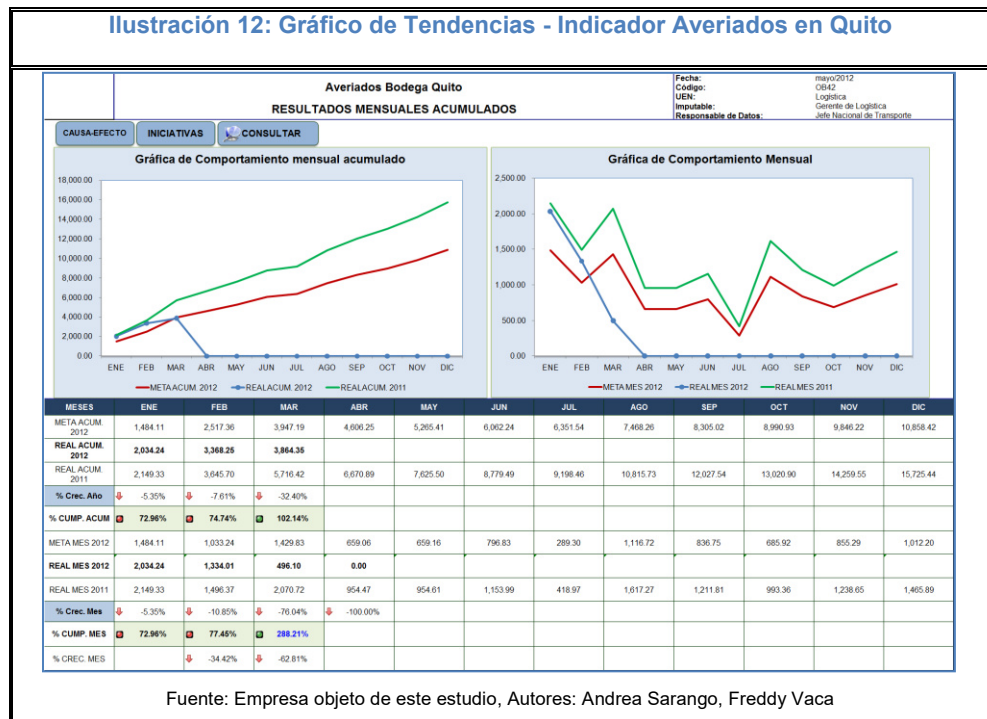 Ilustración 12: Gráfico de Tendencias - Indicador Averiados en Quito
Averiados Bodega Quito
RESULTADOS MENSUALES ACUMULADOS
Fecha: mayo/2012
Código: OB42
UEN: Logística
Imputable: Gerente de Logística
Responsable de Datos: Jefe Nacional de Transporte
CAUSA-EFECTO INICIATIVAS CONSULTAR
Gráfica de Comportamiento mensual acumulado
18,000.00
16,000.00
14,000.00
12,000.00
10,000.00
8,000.00
6,000.00
4,000.00
2,000.00
0.00
ENE FEB MAR ABR MAY JUN JUL AGO SEP OCT NOV DIC
META ACUM. 2012 REAL ACUM. 2012 REAL ACUM. 2011
Gráfica de Comportamiento Mensual
2,500.00
2,000.00
1,500.00
1,000.00
500.00
0.00
ENE FEB MAR ABR MAY JUN JUL AGO SEP OCT NOV DIC
META MES 2012 REAL MES 2012 REAL MES 2011
MESES ENE FEB MAR ABR MAY JUN JUL AGO SEP OCT NOV DIC
META ACUM. 2012 1,484.11 2,517.36 3,947.19 4,606.25 5,265.41 6,062.24 6,351.54 7,468.26 8,305.02 8,990.93 9,846.22 10,858.42
REAL ACUM. 2012 2,034.24 3,368.25 3,864.35
REAL ACUM. 2011 2,149.33 3,645.70 5,716.42 6,670.89 7,625.50 8,779.49 9,198.46 10,815.73 12,027.54 13,020.90 14,259.55 15,725.44
% Crec. Año -5.35% -7.61% -32.40%
% CUMP. ACUM 72.96% 74.74% 102.14%
META MES 2012 1,484.11 1,033.24 1,429.83 659.06 659.16 796.83 289.30 1,116.72 836.75 685.92 855.29 1,012.20
REAL MES 2012 2,034.24 1,334.01 496.10 0.00
REAL MES 2011 2,149.33 1,496.37 2,070.72 954.47 954.61 1,153.99 418.97 1,617.27 1,211.81 993.36 1,238.65 1,465.89
% Crec. Mes -5.35% -10.85% -76.04% -100.00%
% CUMP. MES 72.96% 77.45% 288.21%
% CREC. MES -34.42% -62.81%
Fuente: Empresa objeto de este estudio, Autores: Andrea Sarango, Freddy Vaca